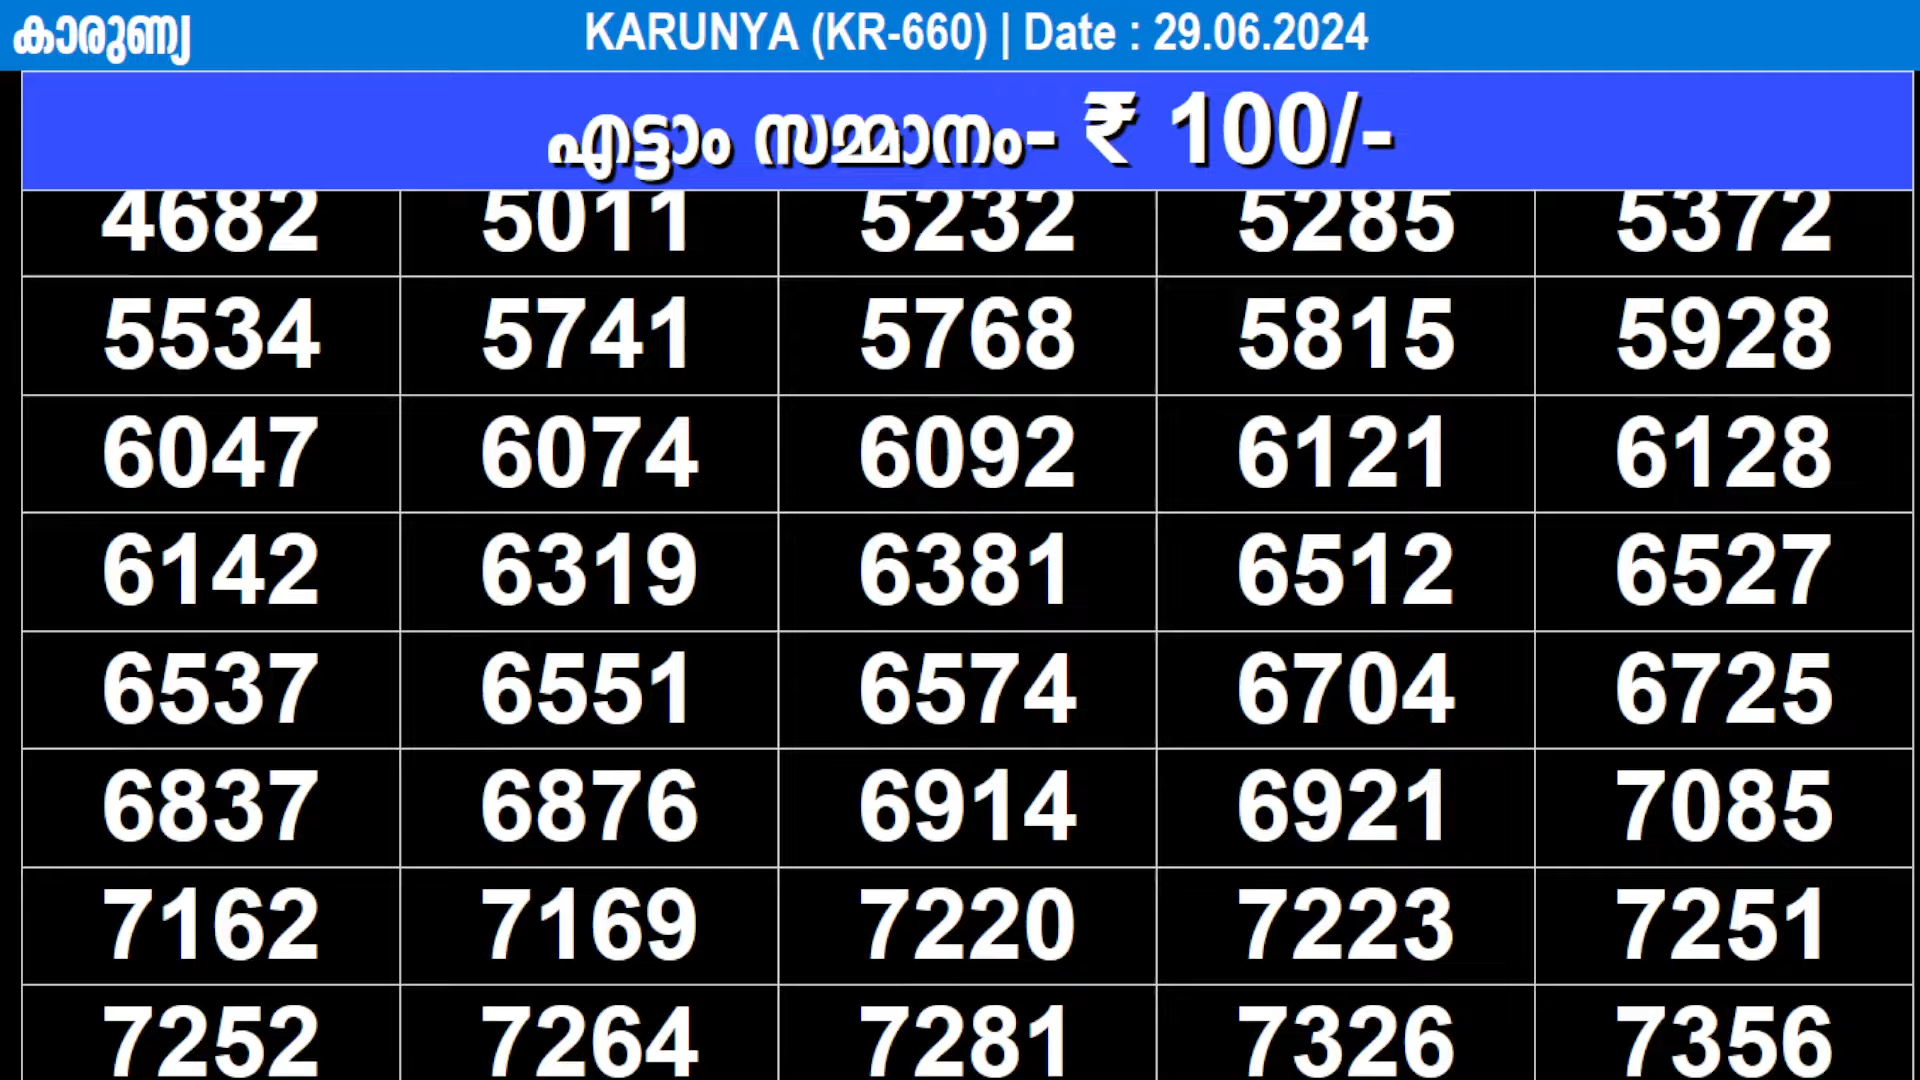 കാരുണ്യ KARUNYA (KR-660) | Date : 29.06.2024
എട്ടാം സമ്മാനം- ₹ 100/-
4682 5011 5232 5285 5372
5534 5741 5768 5815 5928
6047 6074 6092 6121 6128
6142 6319 6381 6512 6527
6537 6551 6574 6704 6725
6837 6876 6914 6921 7085
7162 7169 7220 7223 7251
7252 7264 7281 7326 7356